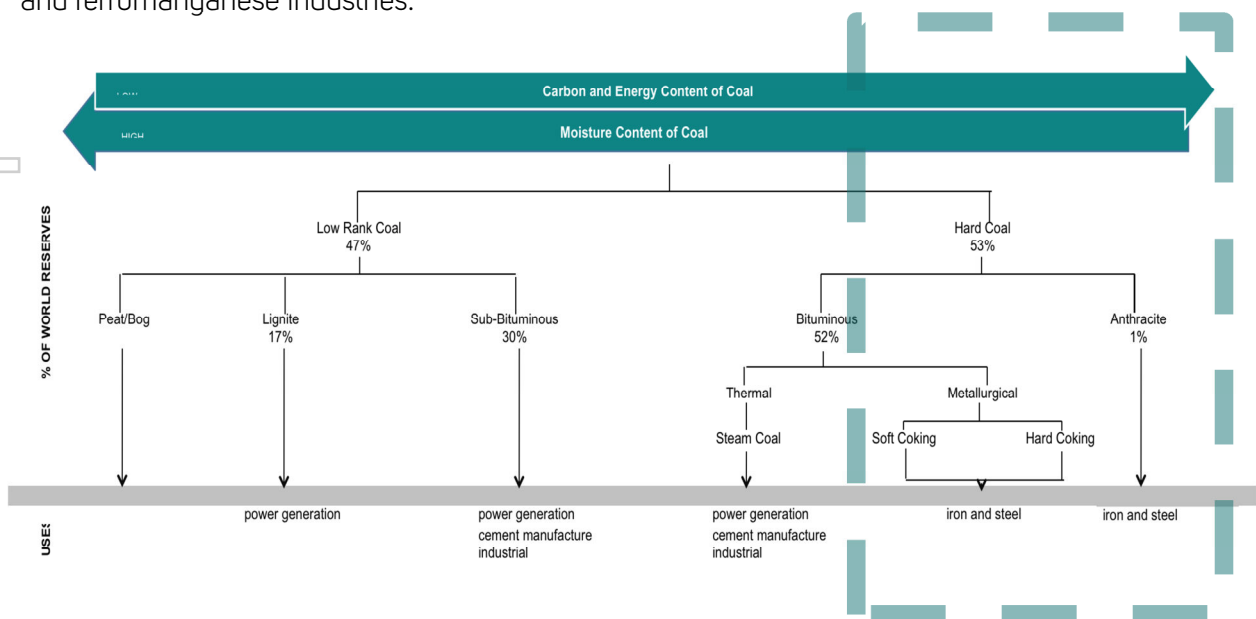 and ferromanganese industries.
LOW
Carbon and Energy Content of Coal
HIGH
Moisture Content of Coal
% OF WORLD RESERVES
Low Rank Coal
47%
Hard Coal
53%
Peat/Bog
Lignite
17%
Sub-Bituminous
30%
Bituminous
52%
Anthracite
1%
Thermal
Metallurgical
Steam Coal
Soft Coking
Hard Coking
USES
power generation
power generation
cement manufacture
industrial
power generation
cement manufacture
industrial
iron and steel
iron and steel